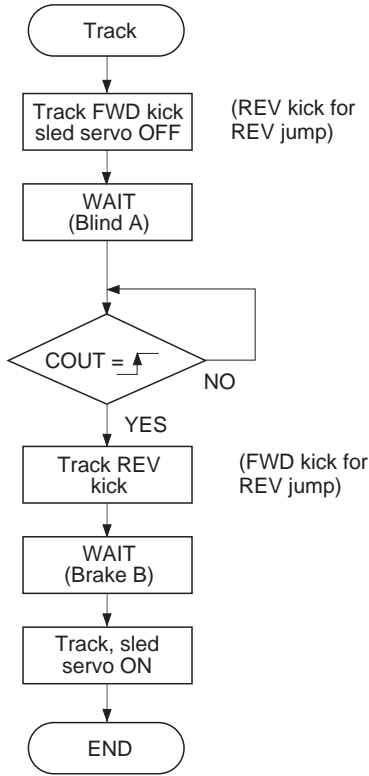 Track
Track FWD kick
sled servo OFF
(REV kick for
REV jump)
WAIT
(Blind A)
COUT =
NO
YES
Track REV
kick
(FWD kick for
REV jump)
WAIT
(Brake B)
Track, sled
servo ON
END